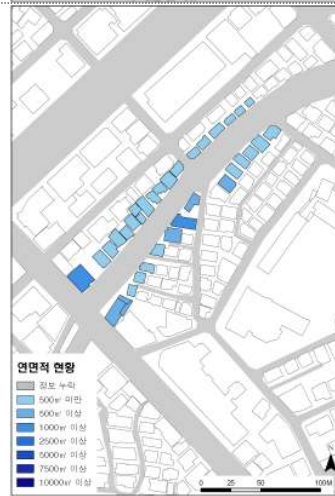 연면적 현황
정보 누락
500㎡ 미만
500㎡ 이상
1000㎡ 이상
2500㎡ 이상
5000㎡ 이상
7500㎡ 이상
10000㎡ 이상
0 25 50 100M